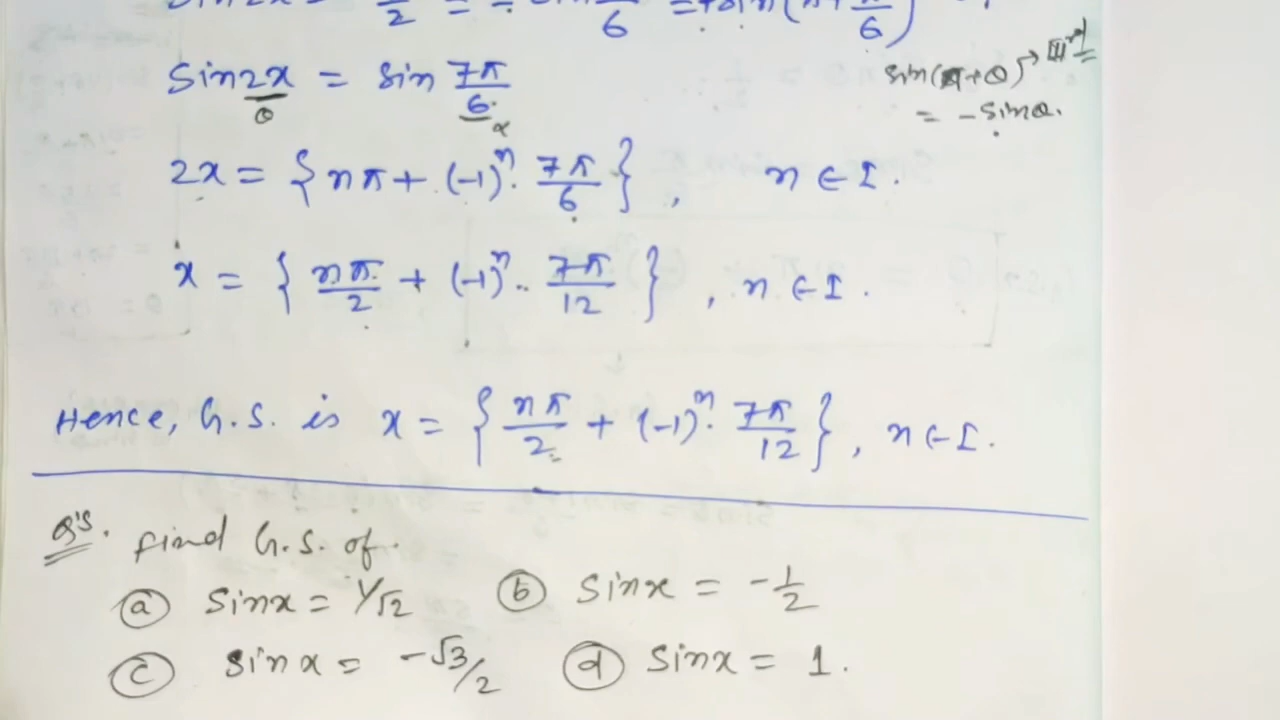 Sin2x = sin 7π/6
θ α
sin(π+θ) → IIIrd
= -sinθ.
2x = { nπ + (-1)ⁿ. 7π/6 }, n ∈ I.
x = { nπ/2 + (-1)ⁿ.. 7π/12 }, n ∈ I.
Hence, G.S. is x = { nπ/2 + (-1)ⁿ. 7π/12 }, n ∈ I.
Q's. find G.S. of.
(a) sinx = 1/√2 (b) sinx = -1/2
(c) sinx = -√3/2 (d) sinx = 1.